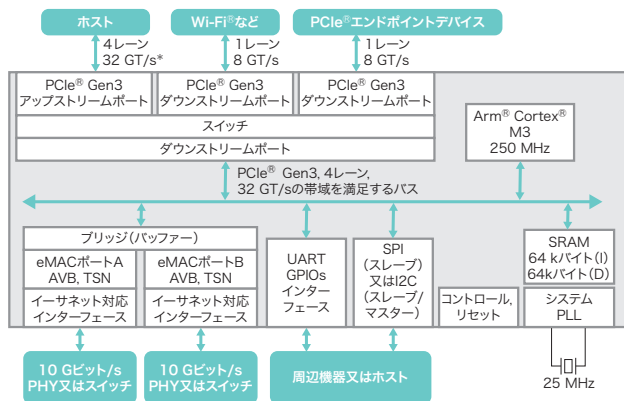 ホスト
Wi-Fi®など
PCIe®エンドポイントデバイス
4レーン
32 GT/s*
1レーン
8 GT/s
1レーン
8 GT/s
PCIe® Gen3
アップストリームポート
PCIe® Gen3
ダウンストリームポート
PCIe® Gen3
ダウンストリームポート
スイッチ
ダウンストリームポート
Arm® Cortex®
M3
250 MHz
PCIe® Gen3, 4レーン,
32 GT/sの帯域を満足するバス
ブリッジ(バッファー)
eMACポートA
AVB, TSN
eMACポートB
AVB, TSN
イーサネット対応
インターフェース
イーサネット対応
インターフェース
UART
GPIOs
インター
フェース
SPI
(スレーブ)
又はI2C
(スレーブ/
マスター)
コントロール,
リセット
SRAM
64 kバイト(I)
64kバイト(D)
システム
PLL
10 Gビット/s
PHY又はスイッチ
10 Gビット/s
PHY又はスイッチ
周辺機器又はホスト
25 MHz